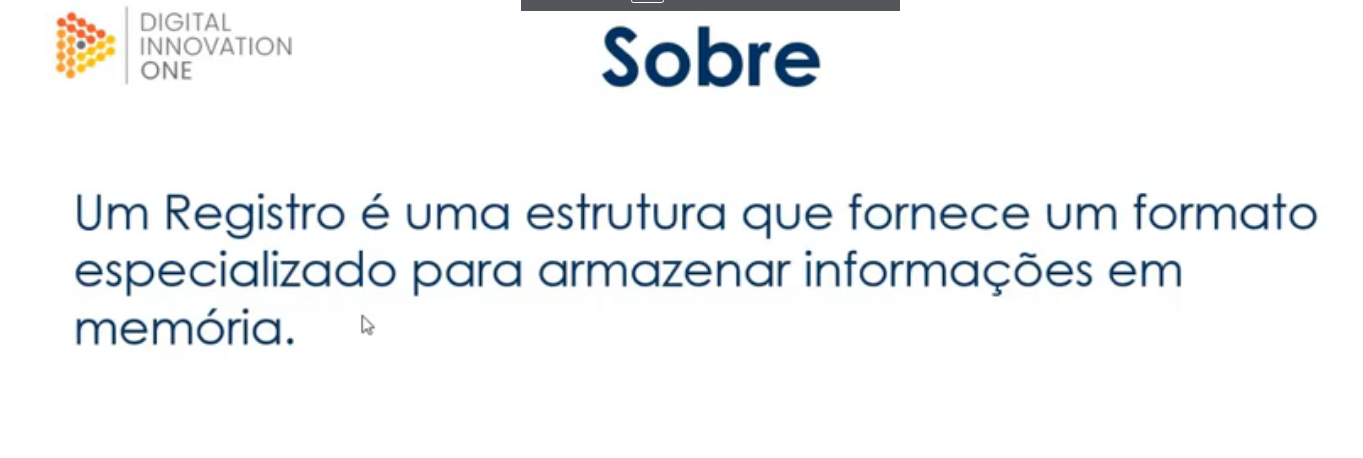 DIGITAL
INNOVATION
ONE
Sobre
Um Registro é uma estrutura que fornece um formato
especializado para armazenar informações em
memória.